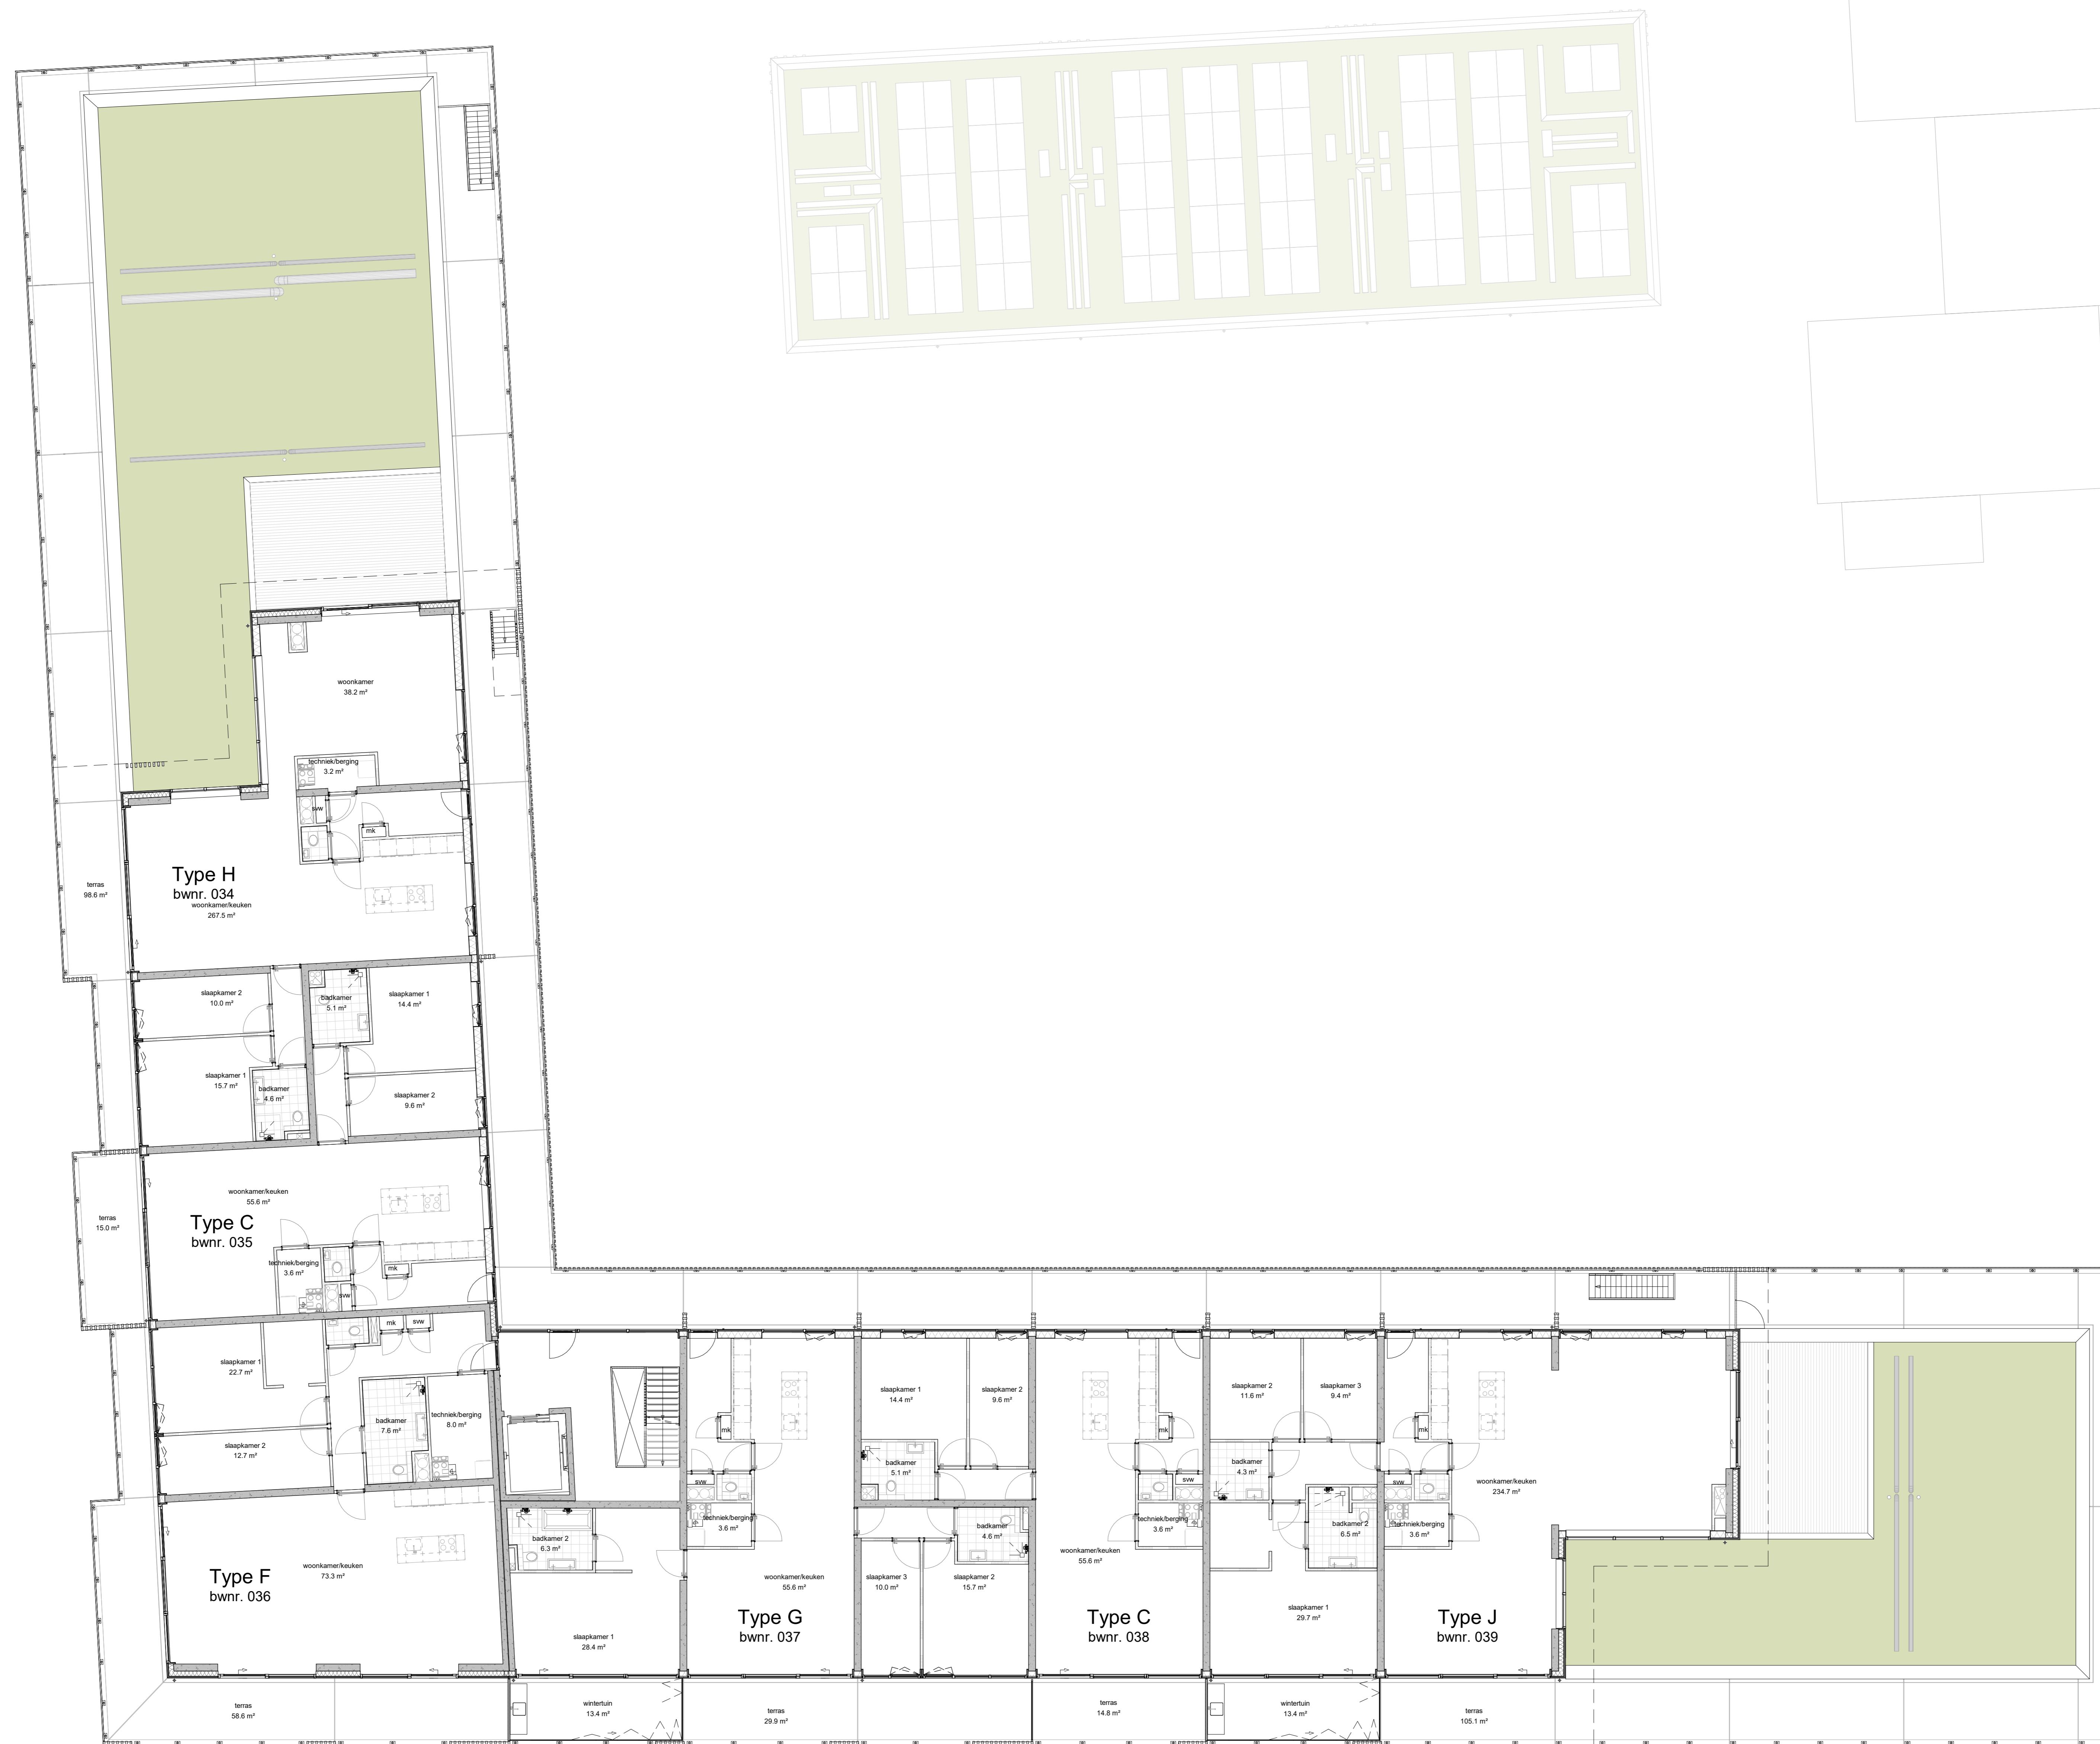 woonkamer
38.2 m²
techniek/berging
3.2 m²
svw
mk
Type H
bwnr. 034
woonkamer/keuken
267.5 m²
terras
98.6 m²
slaapkamer 2
10.0 m²
badkamer
5.1 m²
slaapkamer 1
14.4 m²
slaapkamer 1
15.7 m²
badkamer
4.6 m²
slaapkamer 2
9.6 m²
woonkamer/keuken
55.6 m²
Type C
bwnr. 035
terras
15.0 m²
techniek/berging
3.6 m²
mk
svw
mk
svw
slaapkamer 1
22.7 m²
badkamer
7.6 m²
techniek/berging
8.0 m²
slaapkamer 2
12.7 m²
woonkamer/keuken
73.3 m²
Type F
bwnr. 036
terras
58.6 m²
badkamer 2
6.3 m²
slaapkamer 1
28.4 m²
wintertuin
13.4 m²
mk
svw
techniek/berging
3.6 m²
woonkamer/keuken
55.6 m²
Type G
bwnr. 037
terras
29.9 m²
slaapkamer 1
14.4 m²
slaapkamer 2
9.6 m²
badkamer
5.1 m²
badkamer
4.6 m²
slaapkamer 3
10.0 m²
slaapkamer 2
15.7 m²
mk
svw
techniek/berging
3.6 m²
woonkamer/keuken
55.6 m²
Type C
bwnr. 038
terras
14.8 m²
slaapkamer 2
11.6 m²
slaapkamer 3
9.4 m²
badkamer
4.3 m²
badkamer 2
6.5 m²
slaapkamer 1
29.7 m²
wintertuin
13.4 m²
mk
svw
techniek/berging
3.6 m²
woonkamer/keuken
234.7 m²
Type J
bwnr. 039
terras
105.1 m²